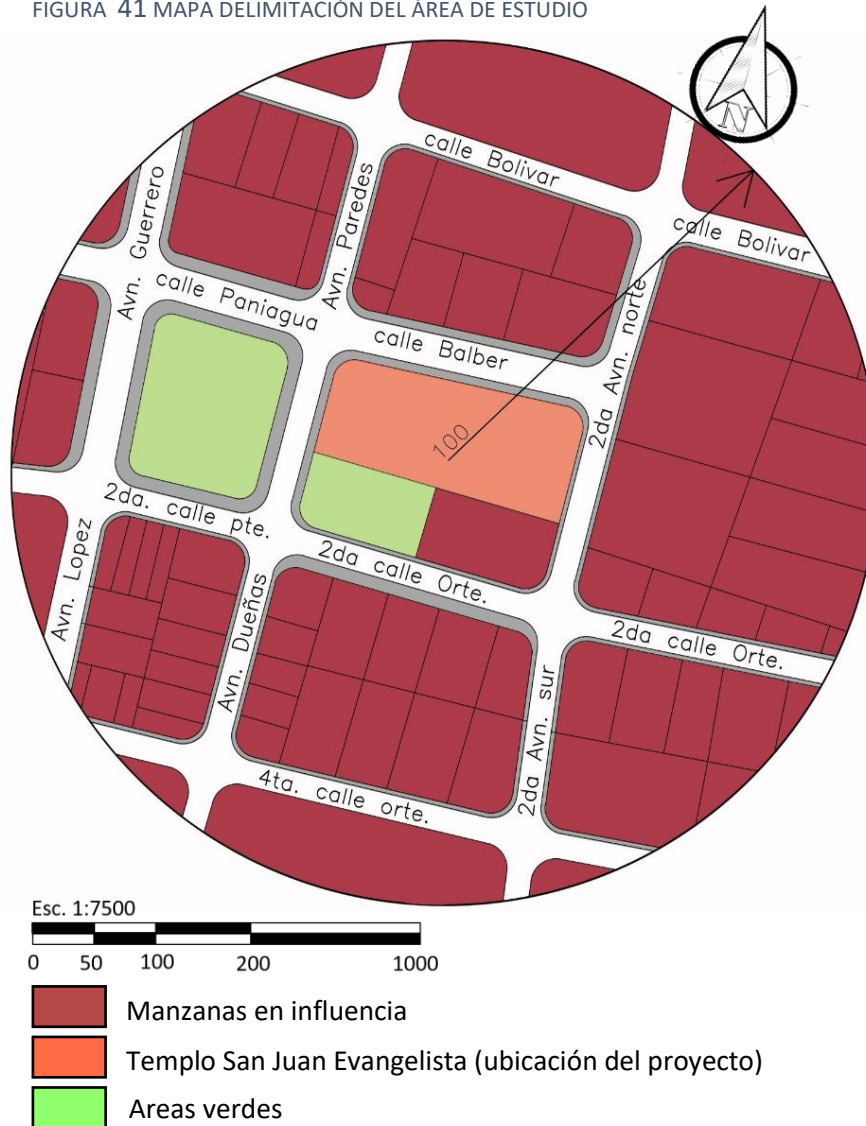 FIGURA 41 MAPA DELIMITACIÓN DEL ÁREA DE ESTUDIO
N
calle Bolivar
calle Bolivar
Avn. Guerrero
Avn. Paredes
calle Paniagua
calle Balber
2da Avn. norte
100
2da. calle pte.
2da calle Orte.
Avn. Lopez
Avn. Dueñas
2da calle Orte.
2da Avn. sur
4ta. calle orte.
Esc. 1:7500
0 50 100 200 1000
Manzanas en influencia
Templo San Juan Evangelista (ubicación del proyecto)
Areas verdes